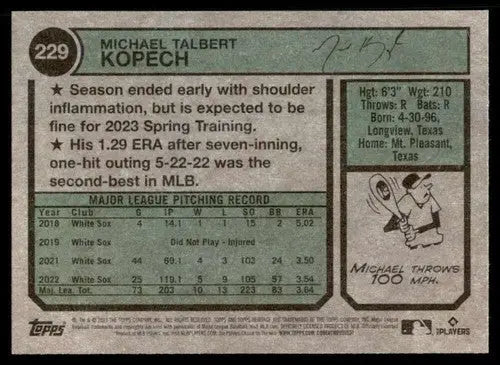 229
MICHAEL TALBERT
KOPECH
★ Season ended early with shoulder
inflammation, but is expected to be
fine for 2023 Spring Training.
★ His 1.29 ERA after seven-inning,
one-hit outing 5-22-22 was the
second-best in MLB.
Hgt: 6'3" Wgt: 210
Throws: R Bats: R
Born: 4-30-96,
Longview, Texas
Home: Mt. Pleasant,
Texas
MAJOR LEAGUE PITCHING RECORD
Year Club G IP W L SO BB ERA
2018 White Sox 4 14.1 1 1 15 2 5.02
2019 White Sox Did Not Play - Injured
2021 White Sox 44 69.1 4 3 103 24 3.50
2022 White Sox 25 119.1 5 9 105 57 3.54
Maj. Lea. Tot. 73 203 10 13 223 83 3.64
MICHAEL THROWS
100 MPH.
Topps
PLAYERS